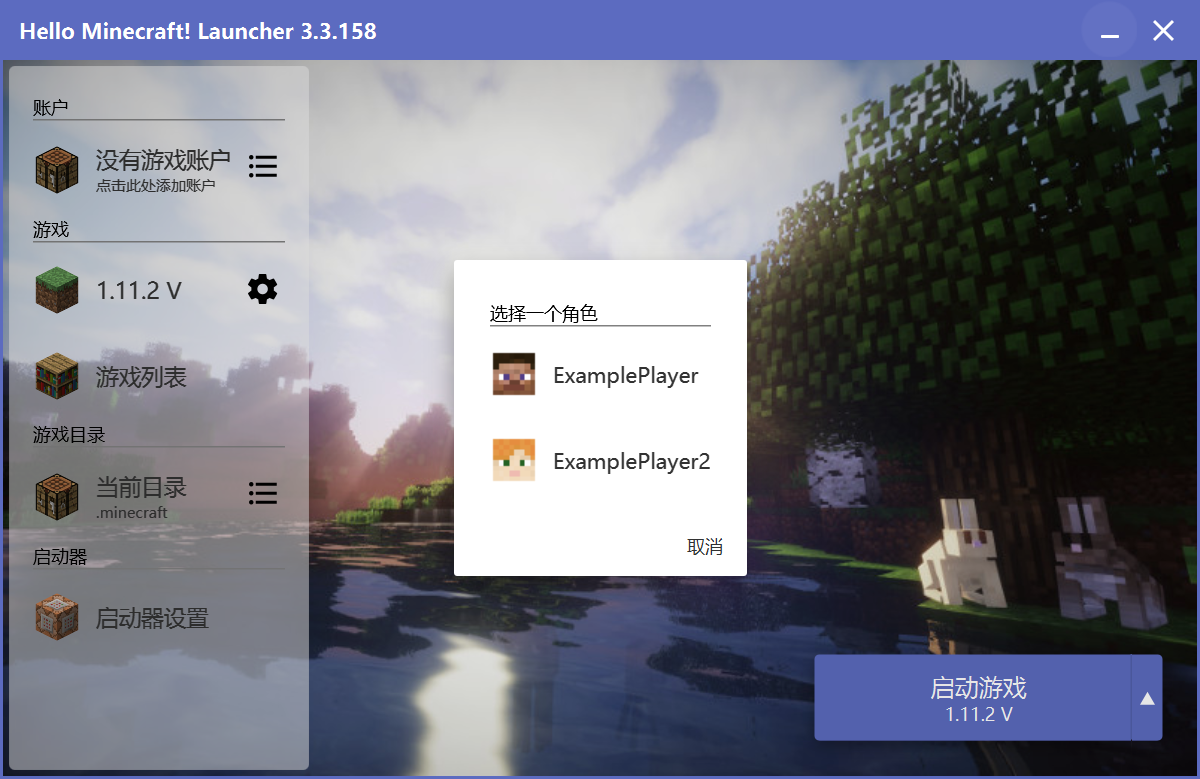 Hello Minecraft! Launcher 3.3.158
账户
没有游戏账户
点击此处添加账户
游戏
1.11.2 V
游戏列表
游戏目录
当前目录
.minecraft
启动器
启动器设置
选择一个角色
ExamplePlayer
ExamplePlayer2
取消
启动游戏
1.11.2 V